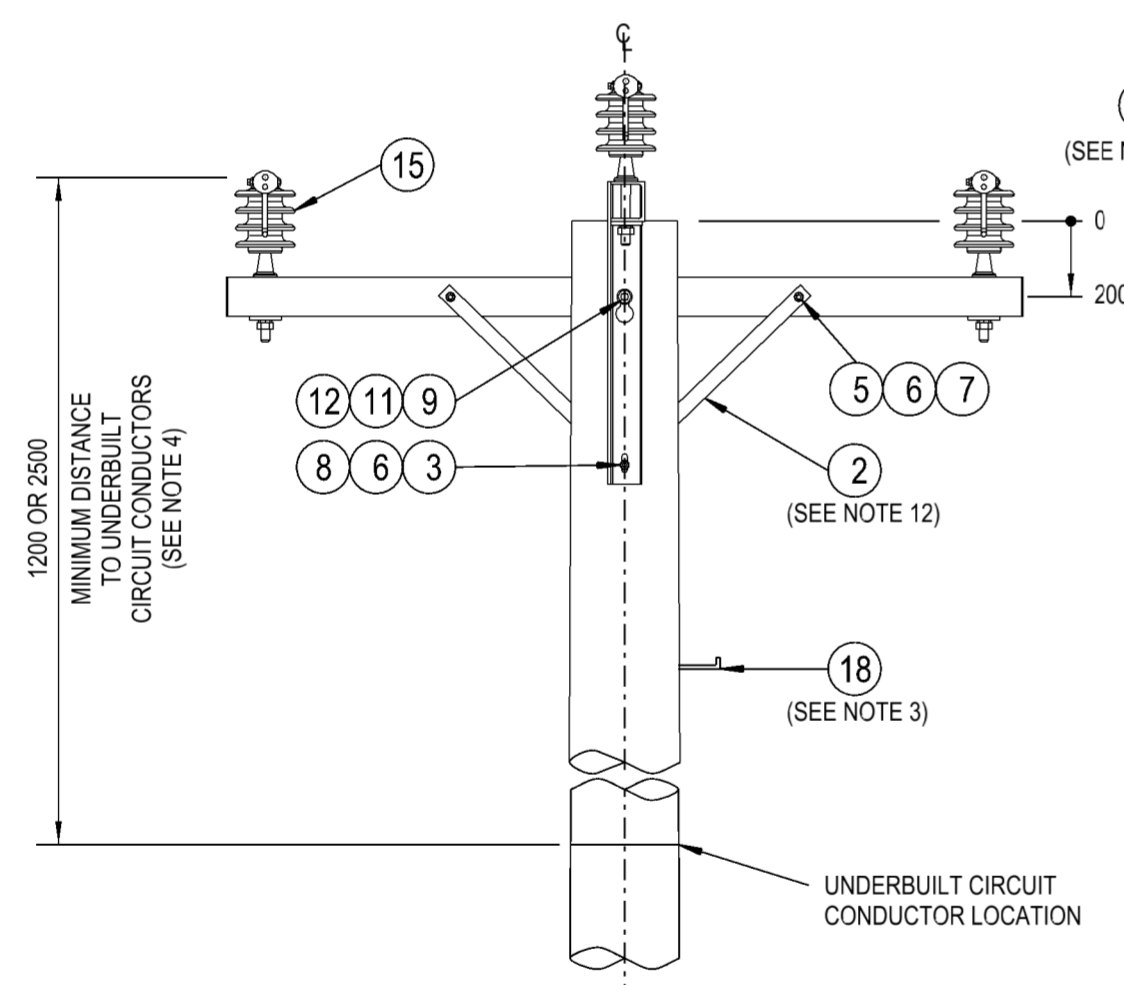 ℄
15
(SEE N
0
200
12 11 9
8 6 3
5 6 7
2
(SEE NOTE 12)
1200 OR 2500
MINIMUM DISTANCE
TO UNDERBUILT
CIRCUIT CONDUCTORS
(SEE NOTE 4)
18
(SEE NOTE 3)
UNDERBUILT CIRCUIT
CONDUCTOR LOCATION